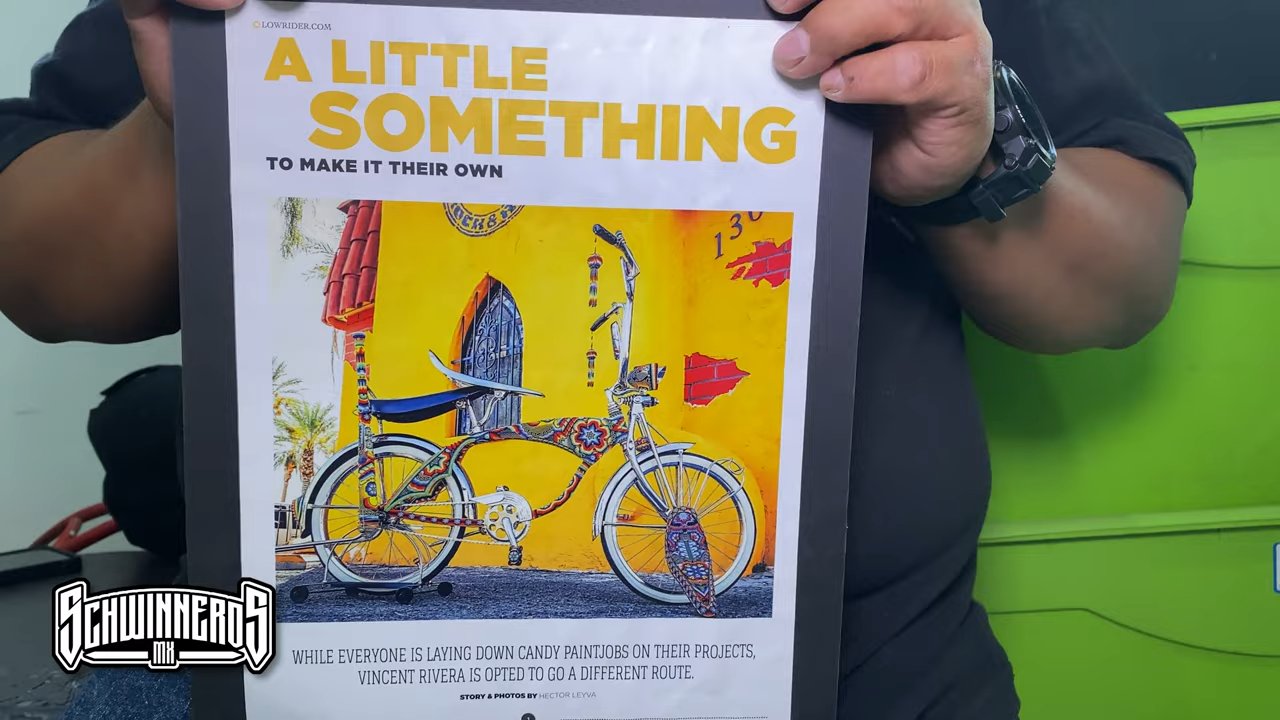 ©LOWRIDER.COM
A LITTLE
SOMETHING
TO MAKE IT THEIR OWN
130
WHILE EVERYONE IS LAYING DOWN CANDY PAINTJOBS ON THEIR PROJECTS,
VINCENT RIVERA IS OPTED TO GO A DIFFERENT ROUTE.
STORY & PHOTOS BY HECTOR LEYVA
SCHWINNEROS
MX